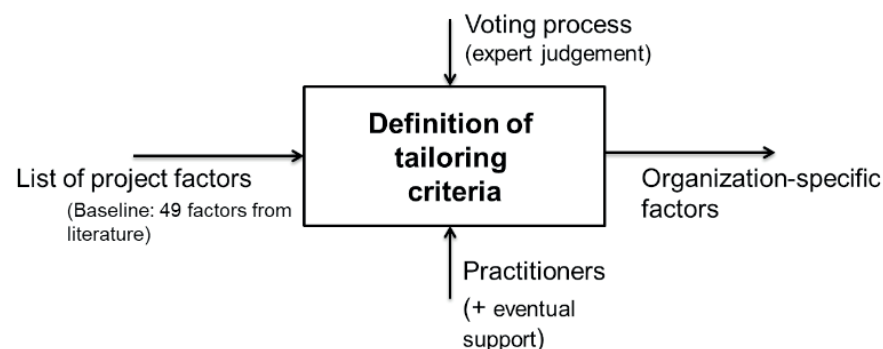 Voting process
(expert judgement)
Definition of
tailoring
criteria
List of project factors
(Baseline: 49 factors from
literature)
Organization-specific
factors
Practitioners
(+ eventual
support)